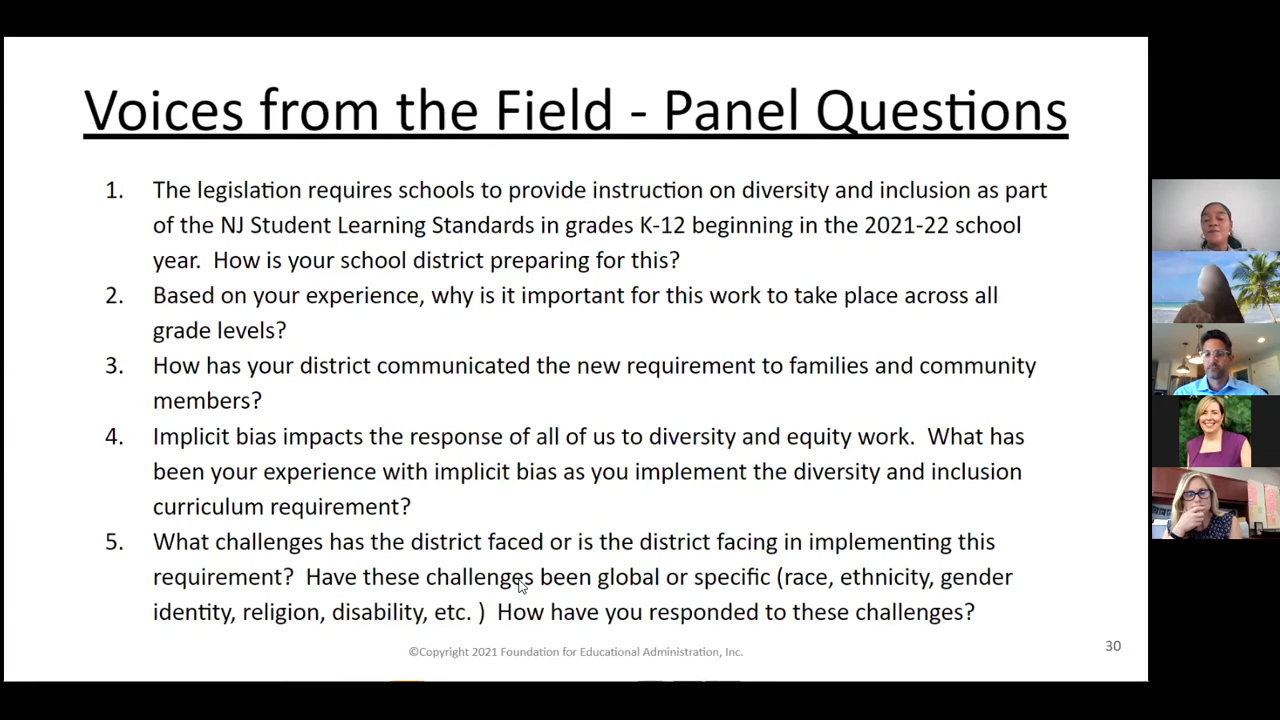 Voices from the Field - Panel Questions
1. The legislation requires schools to provide instruction on diversity and inclusion as part
of the NJ Student Learning Standards in grades K-12 beginning in the 2021-22 school
year.  How is your school district preparing for this?
2. Based on your experience, why is it important for this work to take place across all
grade levels?
3. How has your district communicated the new requirement to families and community
members?
4. Implicit bias impacts the response of all of us to diversity and equity work.  What has
been your experience with implicit bias as you implement the diversity and inclusion
curriculum requirement?
5. What challenges has the district faced or is the district facing in implementing this
requirement?  Have these challenges been global or specific (race, ethnicity, gender
identity, religion, disability, etc. )  How have you responded to these challenges?
©Copyright 2021 Foundation for Educational Administration, Inc.
30